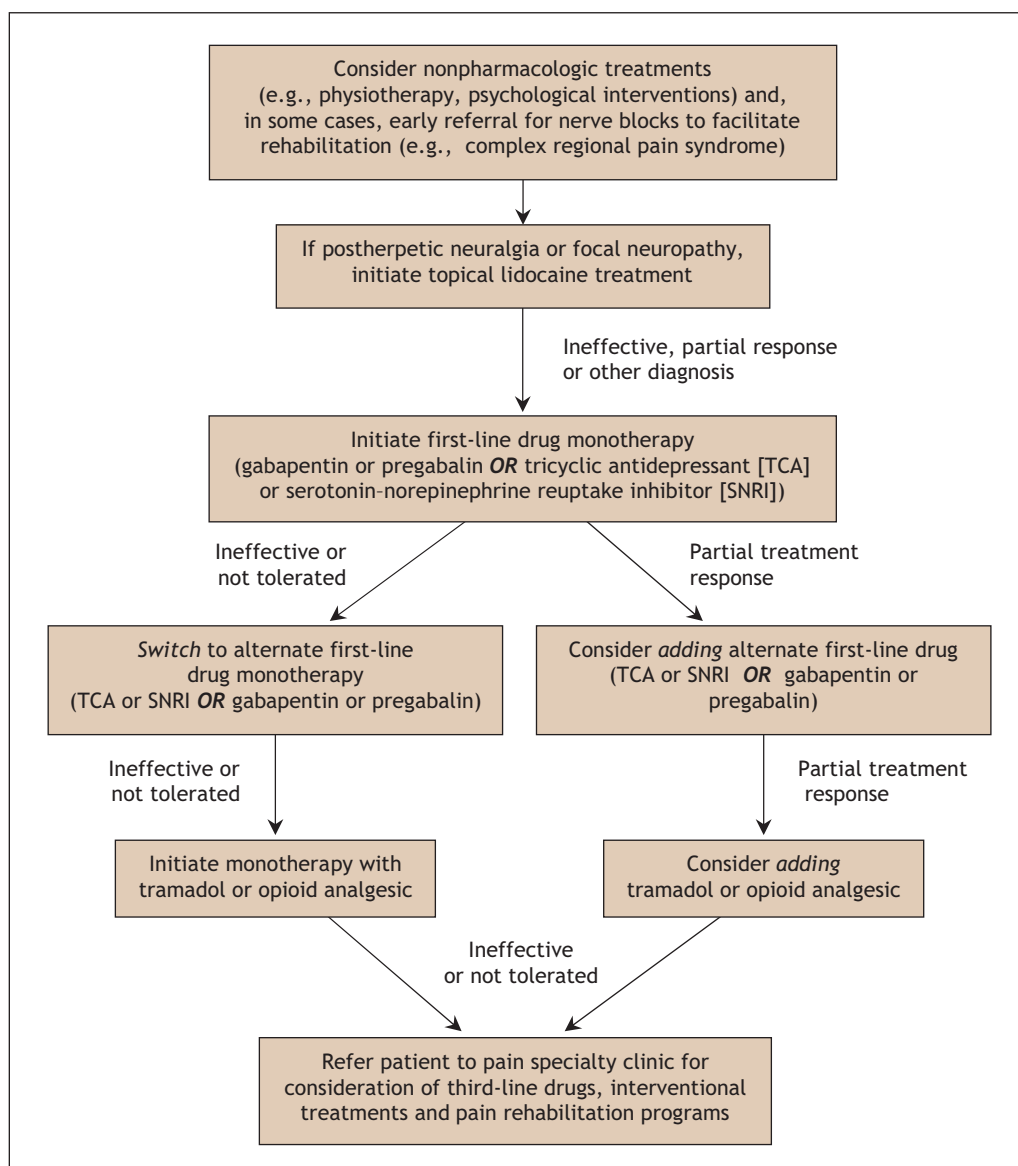 Consider nonpharmacologic treatments
(e.g., physiotherapy, psychological interventions) and,
in some cases, early referral for nerve blocks to facilitate
rehabilitation (e.g., complex regional pain syndrome)
If postherpetic neuralgia or focal neuropathy,
initiate topical lidocaine treatment
Ineffective, partial response
or other diagnosis
Initiate first-line drug monotherapy
(gabapentin or pregabalin OR tricyclic antidepressant [TCA]
or serotonin–norepinephrine reuptake inhibitor [SNRI])
Ineffective or
not tolerated
Partial treatment
response
Switch to alternate first-line
drug monotherapy
(TCA or SNRI OR gabapentin or pregabalin)
Consider adding alternate first-line drug
(TCA or SNRI OR gabapentin or
pregabalin)
Ineffective or
not tolerated
Partial treatment
response
Initiate monotherapy with
tramadol or opioid analgesic
Consider adding
tramadol or opioid analgesic
Ineffective
or not tolerated
Refer patient to pain specialty clinic for
consideration of third-line drugs, interventional
treatments and pain rehabilitation programs